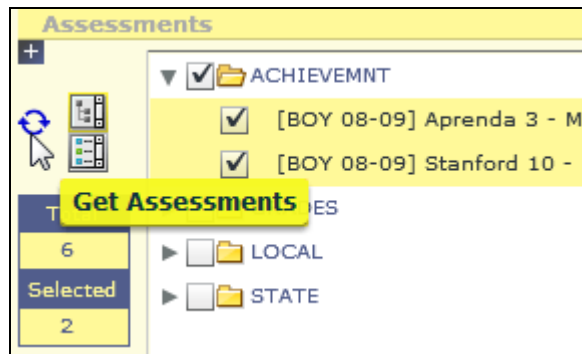 Assessments
+
ACHIEVEMNT
[BOY 08-09] Aprenda 3 - M
[BOY 08-09] Stanford 10 -
Get Assessments
DES
6
LOCAL
Selected
STATE
2